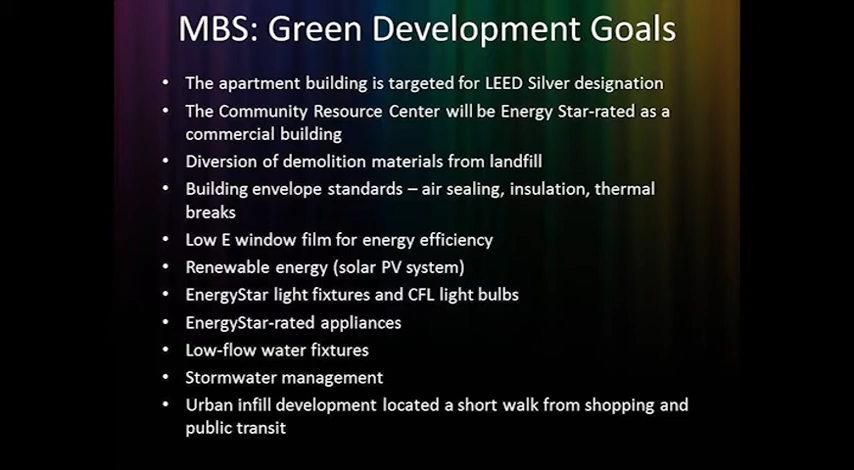 MBS: Green Development Goals
• The apartment building is targeted for LEED Silver designation
• The Community Resource Center will be Energy Star-rated as a
commercial building
• Diversion of demolition materials from landfill
• Building envelope standards – air sealing, insulation, thermal
breaks
• Low E window film for energy efficiency
• Renewable energy (solar PV system)
• EnergyStar light fixtures and CFL light bulbs
• EnergyStar-rated appliances
• Low-flow water fixtures
• Stormwater management
• Urban infill development located a short walk from shopping and
public transit